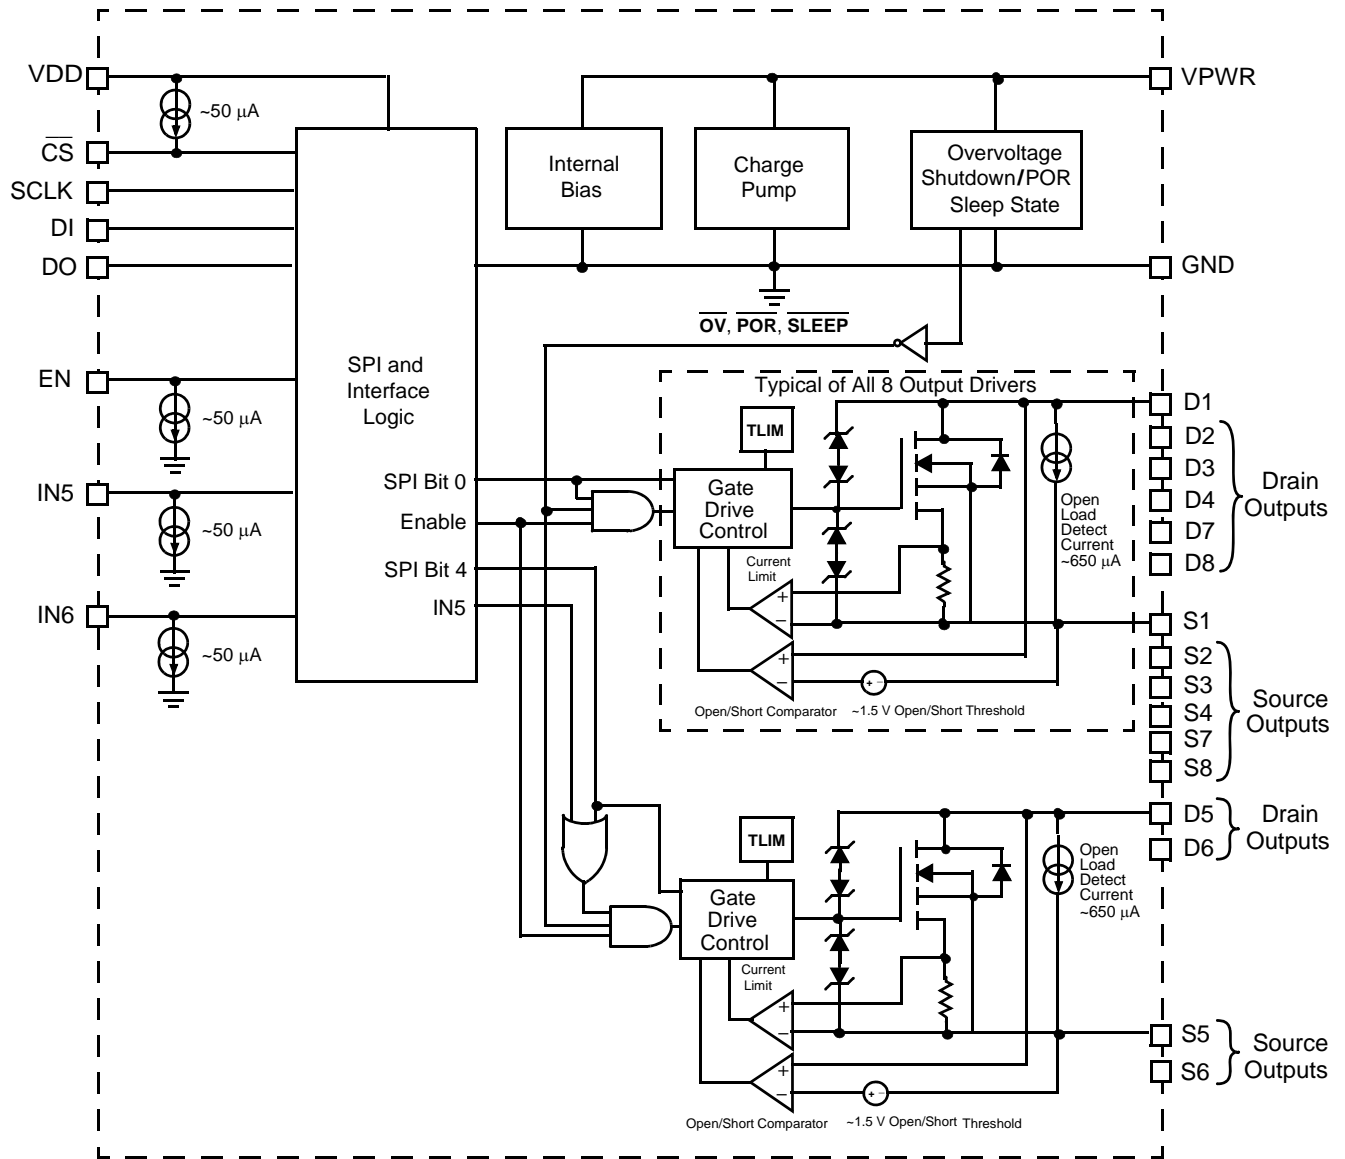 VDD
~50 µA
CS
SCLK
DI
DO
EN
~50 µA
IN5
~50 µA
IN6
~50 µA
SPI and
Interface
Logic
SPI Bit 0
Enable
SPI Bit 4
IN5
Internal
Bias
Charge
Pump
Overvoltage
Shutdown/POR
Sleep State
VPWR
GND
OV, POR, SLEEP
Typical of All 8 Output Drivers
TLIM
Gate
Drive
Control
Current
Limit
+
−
+
−
+ −
Open
Load
Detect
Current
~650 µA
Open/Short Comparator
~1.5 V Open/Short Threshold
D1
D2
D3
D4
D7
D8
Drain
Outputs
S1
S2
S3
S4
S7
S8
Source
Outputs
TLIM
Gate
Drive
Control
Current
Limit
+
−
+
−
+ −
Open
Load
Detect
Current
~650 µA
Open/Short Comparator
~1.5 V Open/Short Threshold
D5
D6
Drain
Outputs
S5
S6
Source
Outputs